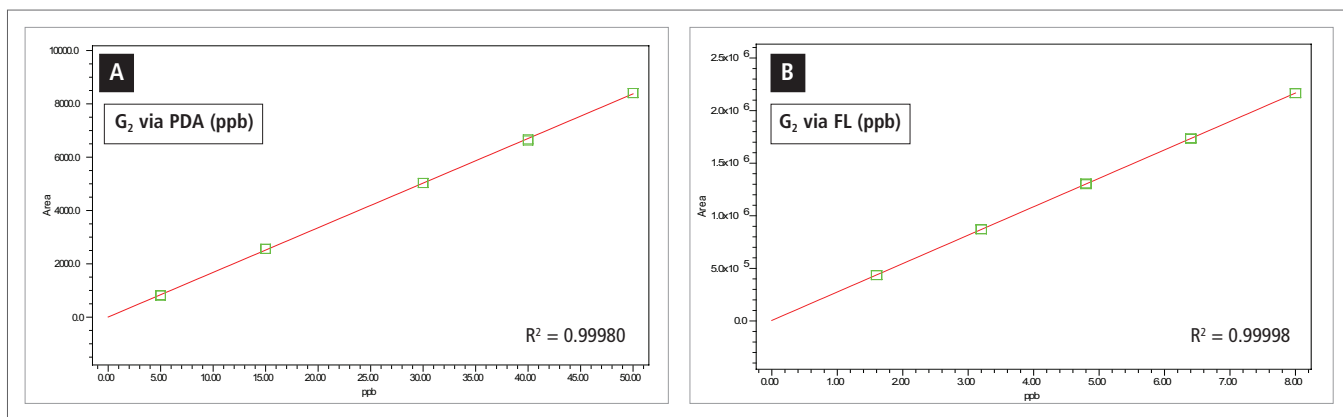 A
G₂ via PDA (ppb)
10000.0
8000.0
6000.0
4000.0
2000.0
0.0
Area
R² = 0.99980
0.00 5.00 10.00 15.00 20.00 25.00 30.00 35.00 40.00 45.00 50.00
ppb
B
G₂ via FL (ppb)
2.5x10 6
2.0x10 6
1.5x10 6
1.0x10 6
5.0x10 5
0.0
Area
R² = 0.99998
0.00 1.00 2.00 3.00 4.00 5.00 6.00 7.00 8.00
ppb